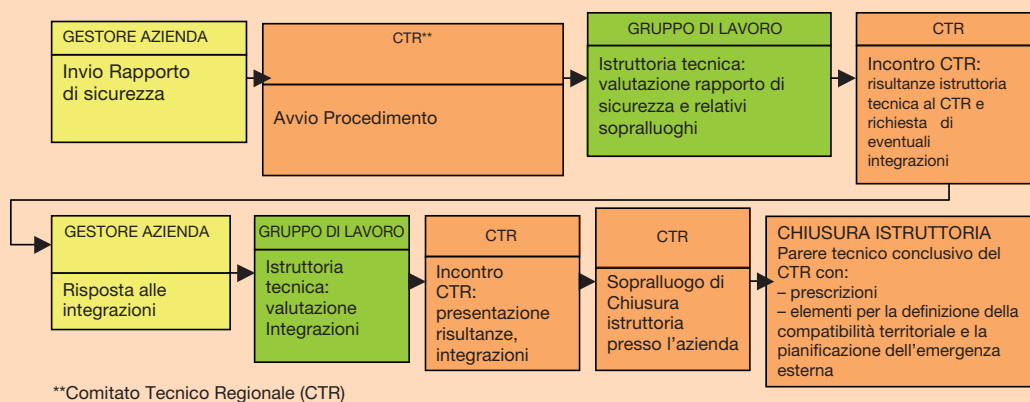 GESTORE AZIENDA
Invio Rapporto
di sicurezza
CTR**
Avvio Procedimento
GRUPPO DI LAVORO
Istruttoria tecnica:
valutazione rapporto di
sicurezza e relativi
sopralluoghi
CTR
Incontro CTR:
risultanze istruttoria
tecnica al CTR e
richiesta di
eventuali
integrazioni
GESTORE AZIENDA
Risposta alle
integrazioni
GRUPPO DI LAVORO
Istruttoria
tecnica:
valutazione
Integrazioni
CTR
Incontro
CTR:
presentazione
risultanze,
integrazioni
CTR
Sopralluogo di
Chiusura
istruttoria
presso l'azienda
CHIUSURA ISTRUTTORIA
Parere tecnico conclusivo del
CTR con:
– prescrizioni
– elementi per la definizione della
compatibilità territoriale e la
pianificazione dell'emergenza
esterna
**Comitato Tecnico Regionale (CTR)